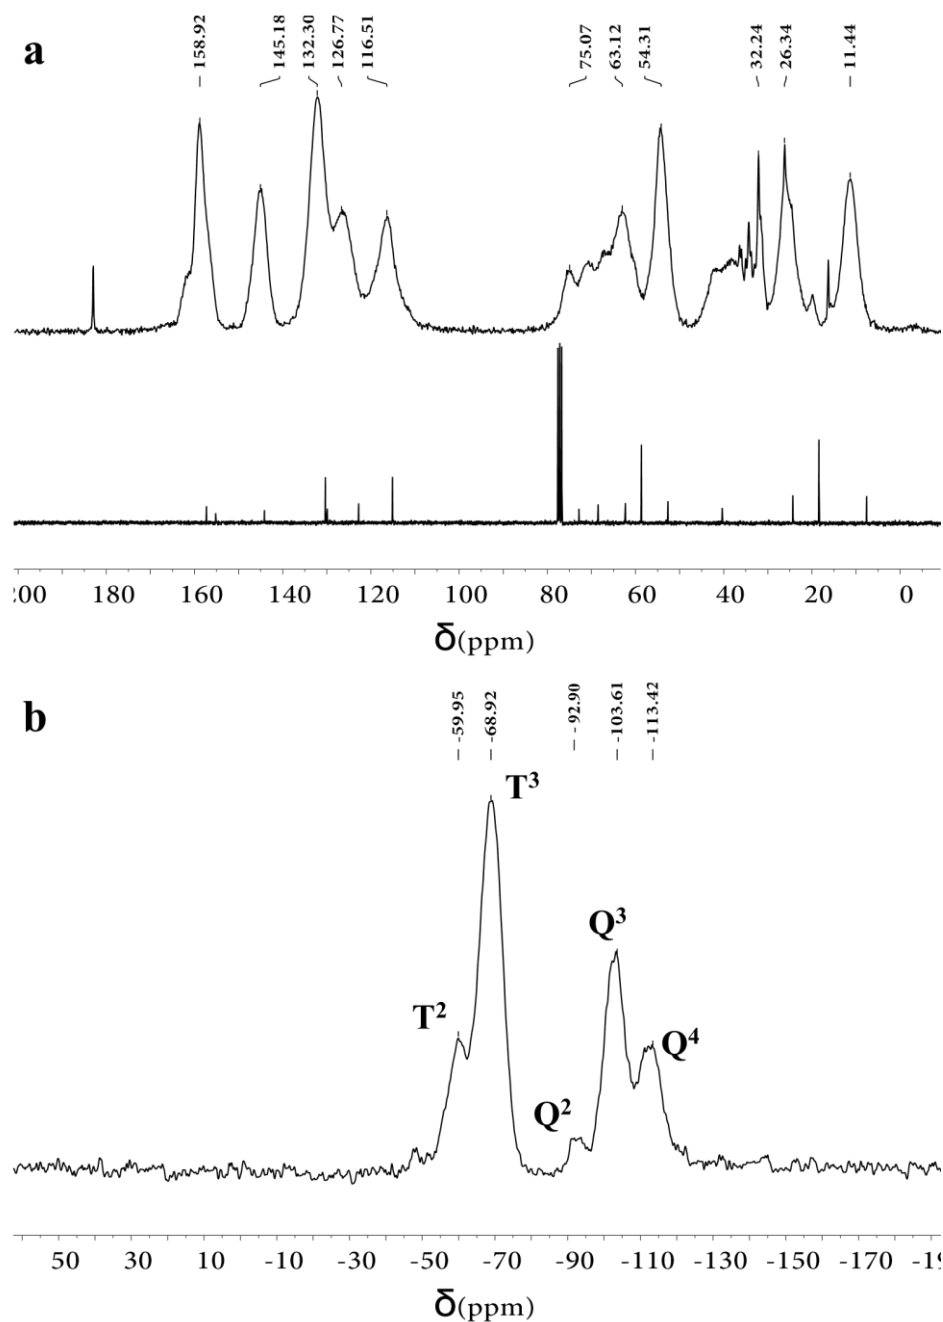 a
158.92 145.18 132.30 126.77 116.51 75.07 63.12 54.31 32.24 26.34 11.44
200 180 160 140 120 100 80 60 40 20 0
δ(ppm)
b
-59.95 -68.92 -92.90 -103.61 -113.42
T³
Q³
T²
Q⁴
Q²
50 30 10 -10 -30 -50 -70 -90 -110 -130 -150 -170 -19
δ(ppm)